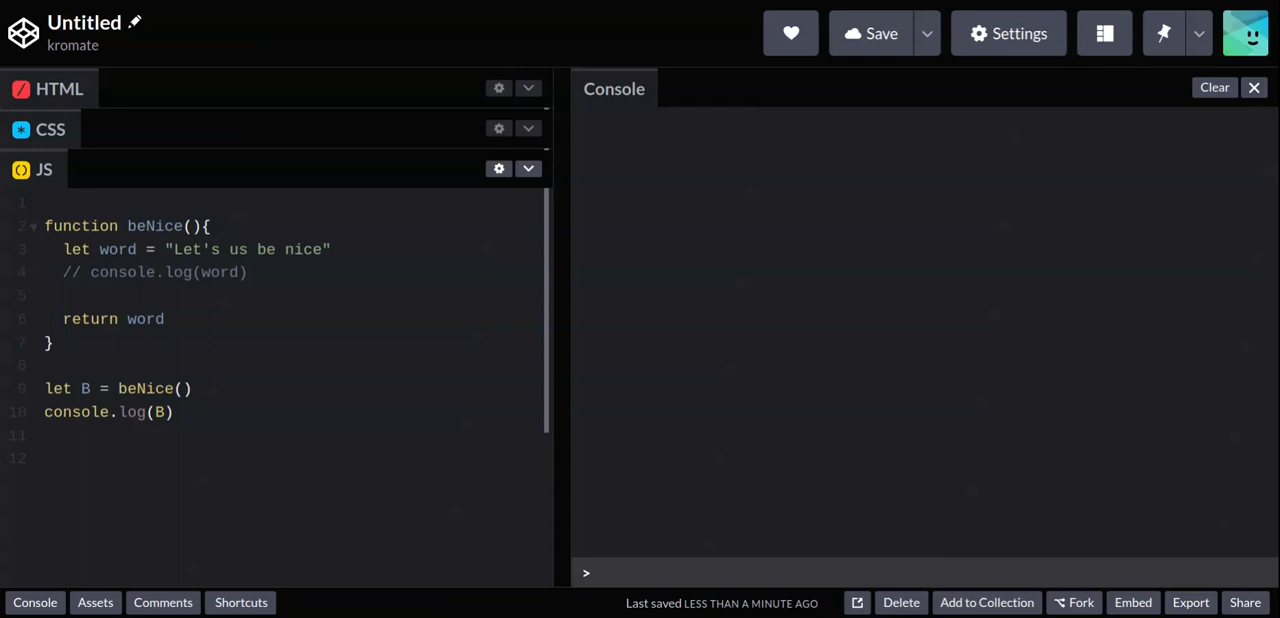 Untitled
kromate
Save
Settings
HTML
CSS
JS
Console
Clear
1
2 function beNice(){
3 let word = "Let's us be nice"
4 // console.log(word)
5
6 return word
7 }
8
9 let B = beNice()
10 console.log(B)
11
12
>
Console Assets Comments Shortcuts
Last saved LESS THAN A MINUTE AGO
Delete Add to Collection Fork Embed Export Share